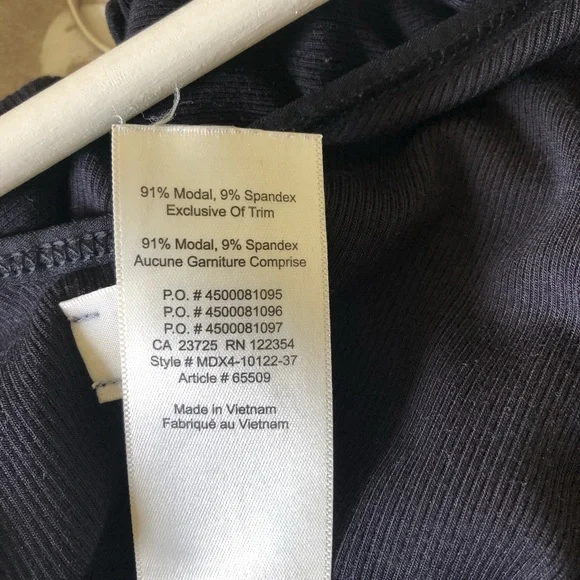 91% Modal, 9% Spandex
Exclusive Of Trim
91% Modal, 9% Spandex
Aucune Garniture Comprise
P.O. # 4500081095
P.O. # 4500081096
P.O. # 4500081097
CA 23725 RN 122354
Style # MDX4-10122-37
Article # 65509
Made in Vietnam
Fabriqué au Vietnam